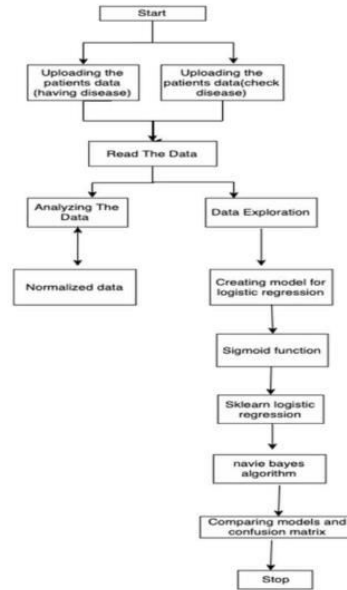 Start
Uploading the
patients data
(having disease)
Uploading the
patients data(check
disease)
Read The Data
Analyzing The
Data
Data Exploration
Normalized data
Creating model for
logistic regression
Sigmoid function
Sklearn logistic
regression
navie bayes
algorithm
Comparing models and
confusion matrix
Stop